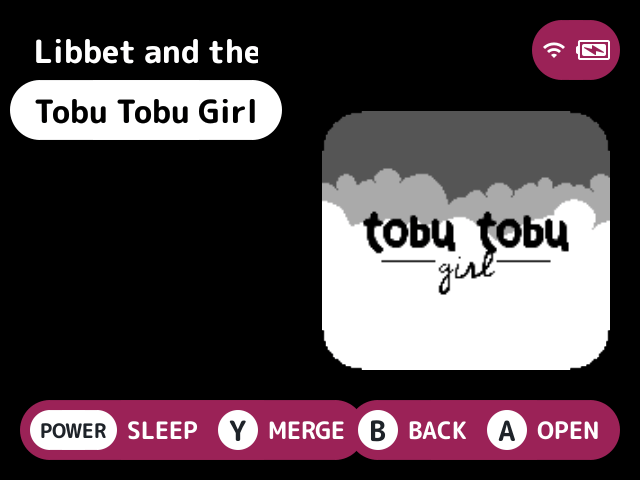 Libbet and the
Tobu Tobu Girl
tobu tobu
girl
POWER SLEEP Y MERGE B BACK A OPEN